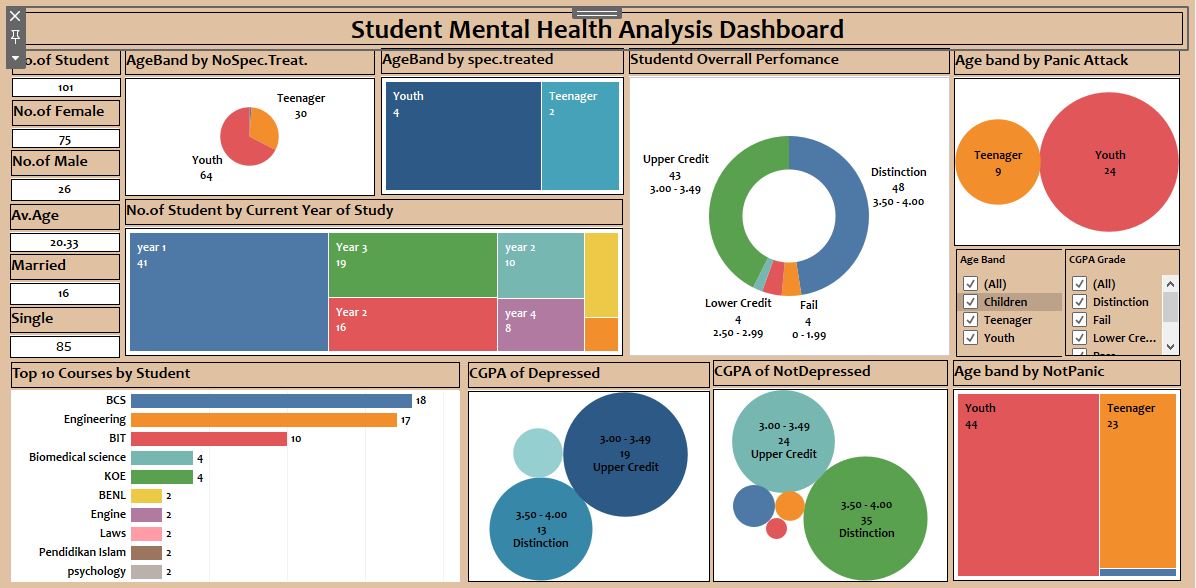 Student Mental Health Analysis Dashboard
o.of Student
101
No.of Female
75
No.of Male
26
Av.Age
20.33
Married
16
Single
85
AgeBand by NoSpec.Treat.
Teenager
30
Youth
64
AgeBand by spec.treated
Youth
4
Teenager
2
No.of Student by Current Year of Study
year 1
41
Year 3
19
Year 2
16
year 2
10
year 4
8
Studentd Overrall Perfomance
Upper Credit
43
3.00 - 3.49
Distinction
48
3.50 - 4.00
Lower Credit
4
2.50 - 2.99
Fail
4
0 - 1.99
Age band by Panic Attack
Teenager
9
Youth
24
Age Band
(All)
Children
Teenager
Youth
CGPA Grade
(All)
Distinction
Fail
Lower Cre...
Top 10 Courses by Student
BCS 18
Engineering 17
BIT 10
Biomedical science 4
KOE 4
BENL 2
Engine 2
Laws 2
Pendidikan Islam 2
psychology 2
CGPA of Depressed
3.00 - 3.49
19
Upper Credit
3.50 - 4.00
13
Distinction
CGPA of NotDepressed
3.00 - 3.49
24
Upper Credit
3.50 - 4.00
35
Distinction
Age band by NotPanic
Youth
44
Teenager
23